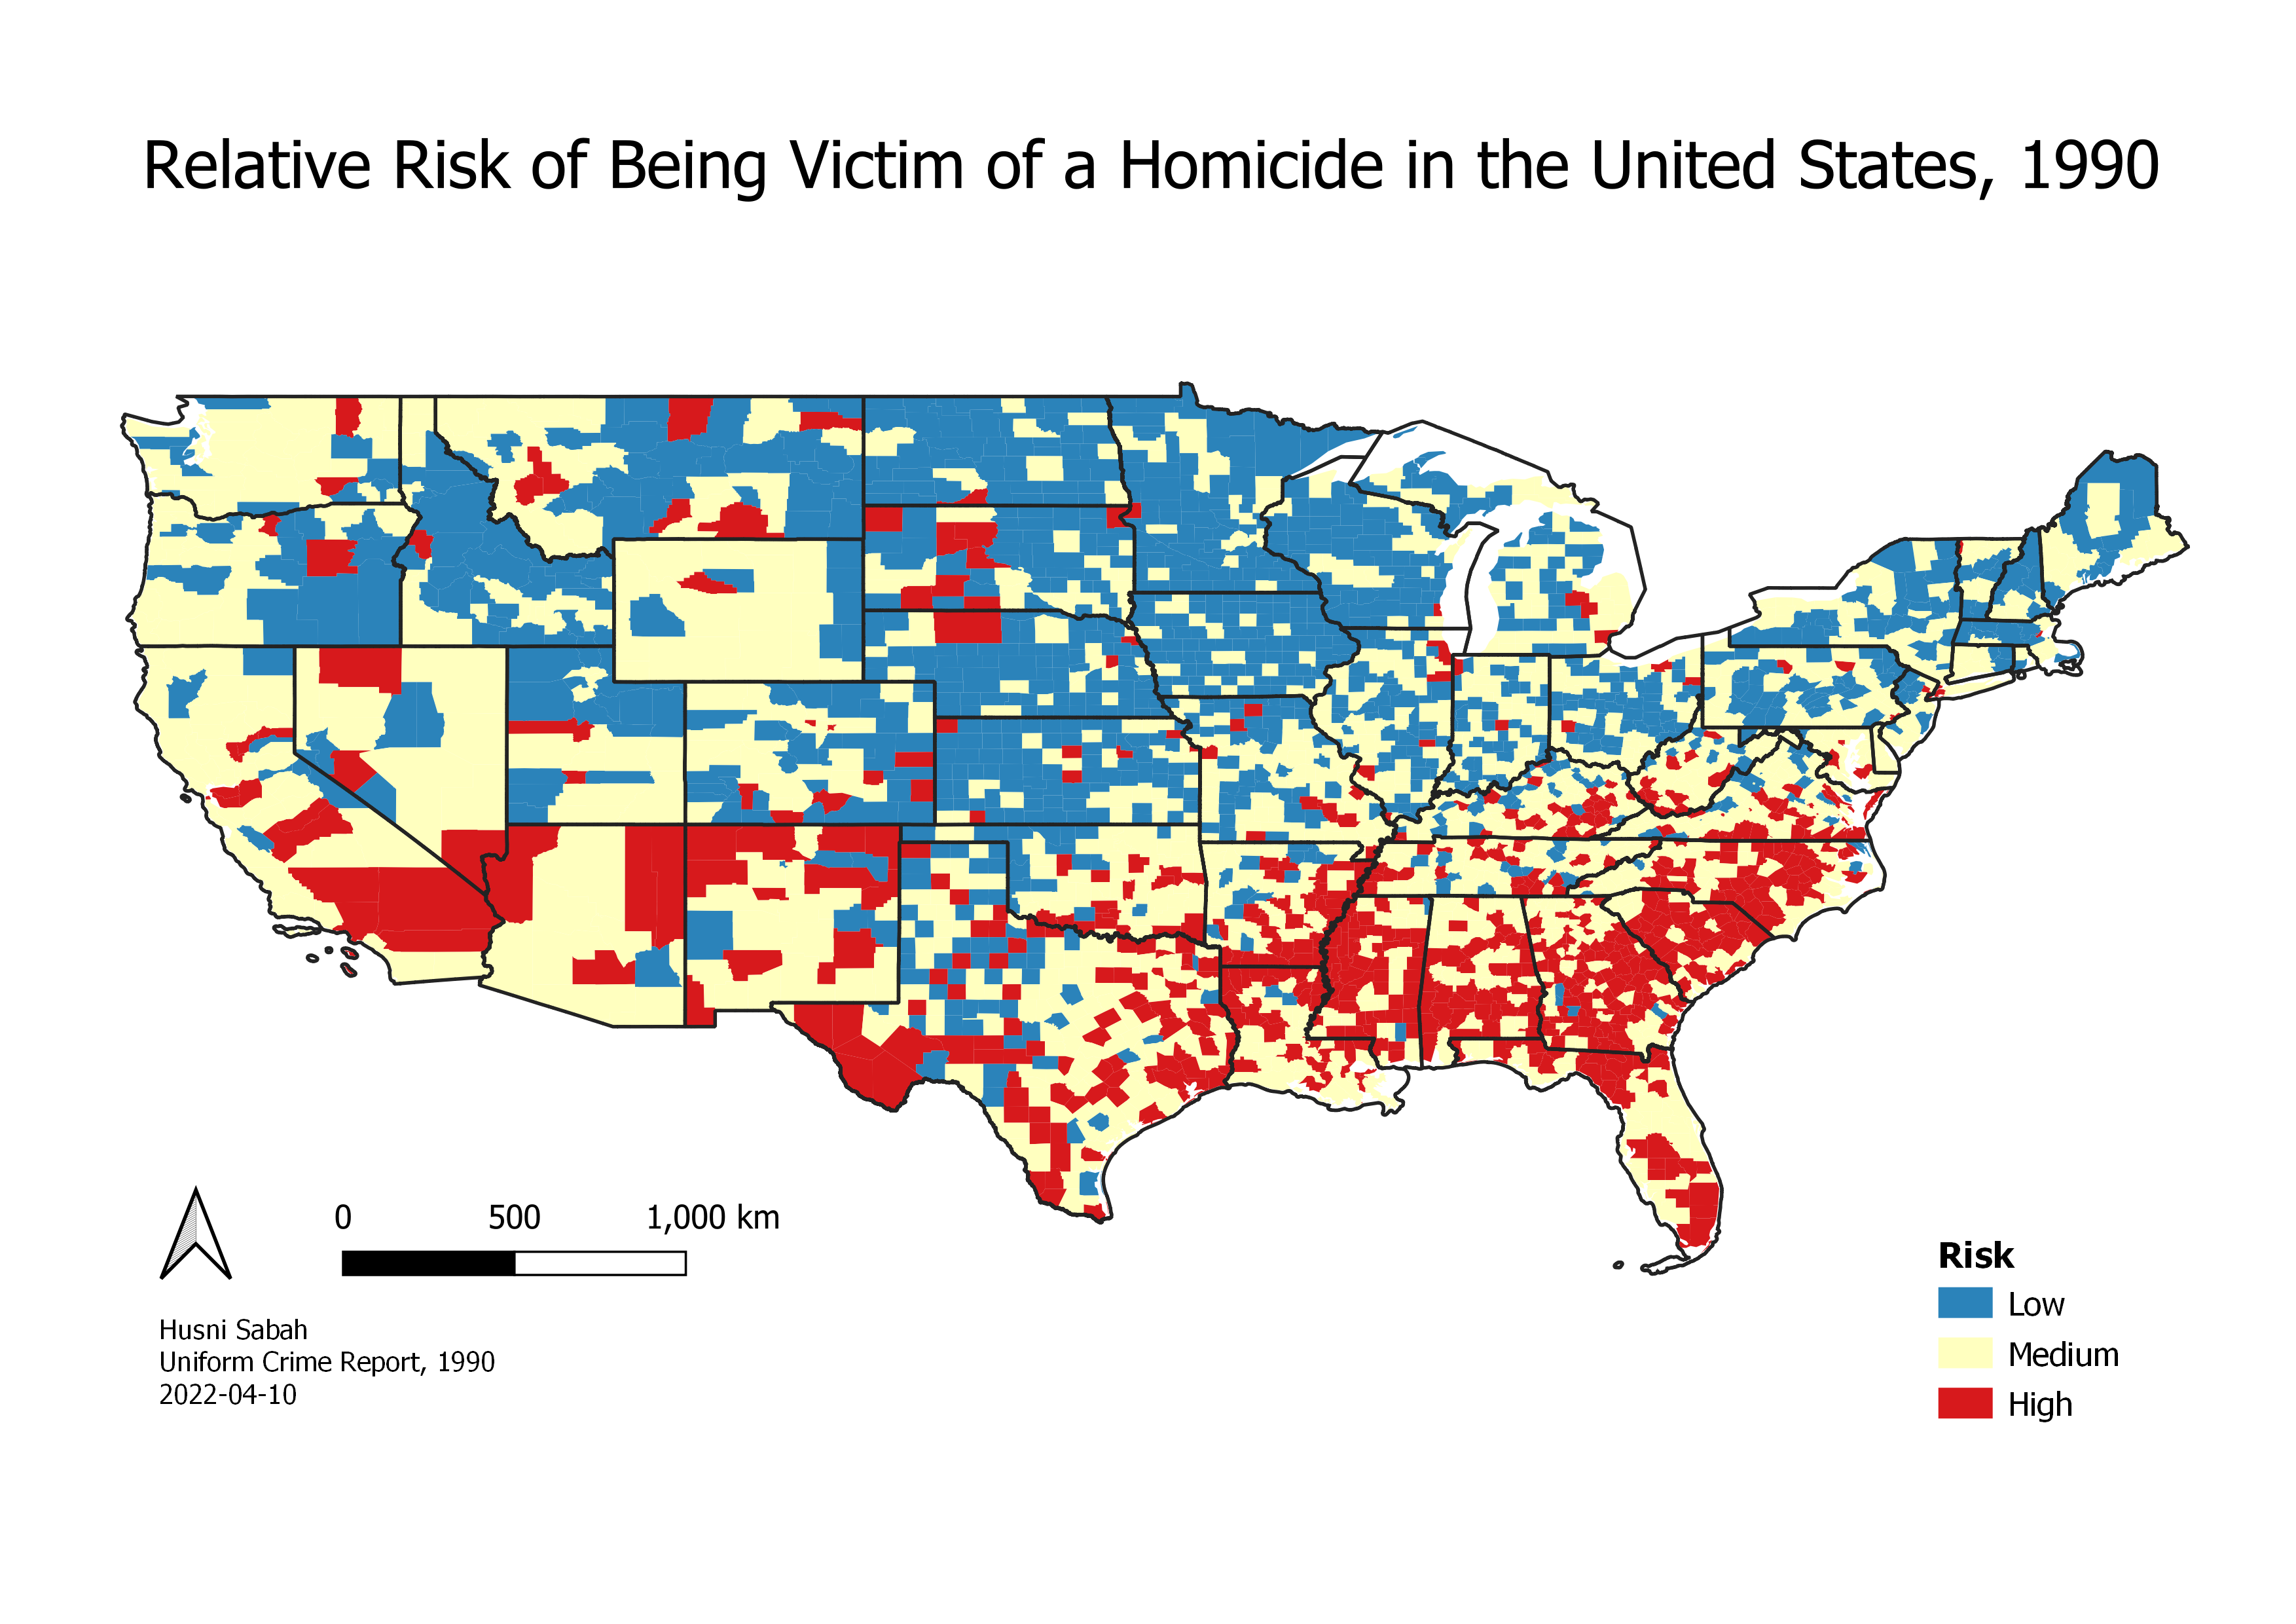 Relative Risk of Being Victim of a Homicide in the United States, 1990
0 500 1,000 km
Husni Sabah
Uniform Crime Report, 1990
2022-04-10
Risk
Low
Medium
High